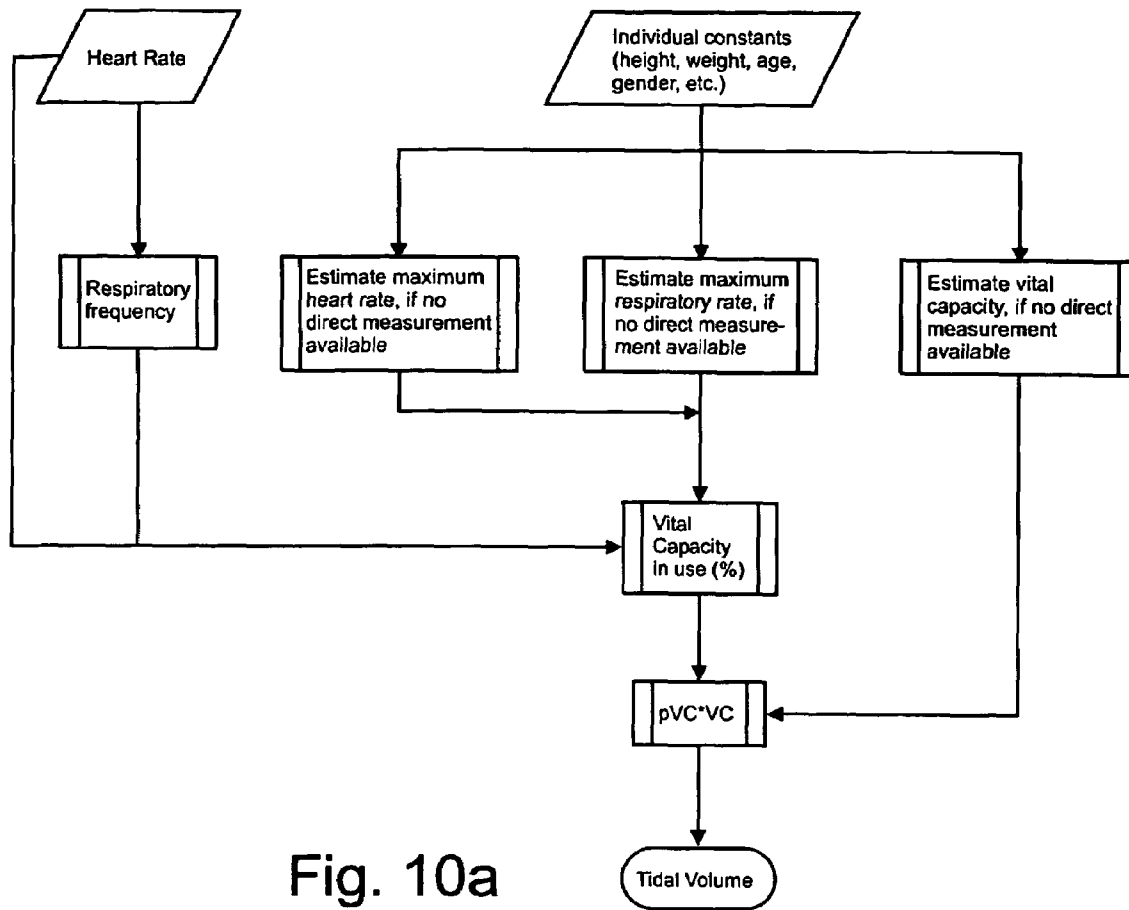 Heart Rate
Individual constants
(height, weight, age,
gender, etc.)
Respiratory
frequency
Estimate maximum
heart rate, if no
direct measurement
available
Estimate maximum
respiratory rate, if
no direct measure-
ment available
Estimate vital
capacity, if no direct
measurement
available
Vital
Capacity
in use (%)
pVC*VC
Tidal Volume
Fig. 10a